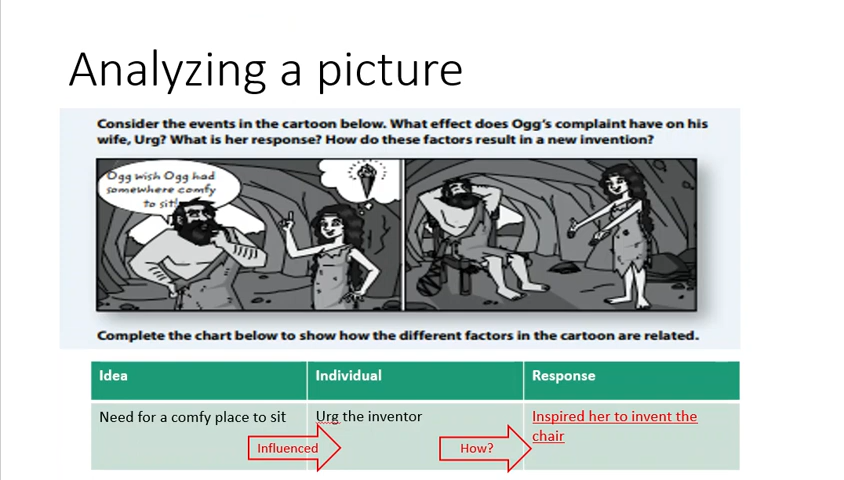 Analyzing a picture
Consider the events in the cartoon below. What effect does Ogg's complaint have on his
wife, Urg? What is her response? How do these factors result in a new invention?
Ogg wish Ogg had
somewhere comfy
to sit!
Complete the chart below to show how the different factors in the cartoon are related.
Idea
Individual
Response
Need for a comfy place to sit
Urg the inventor
Inspired her to invent the
chair
Influenced
How?